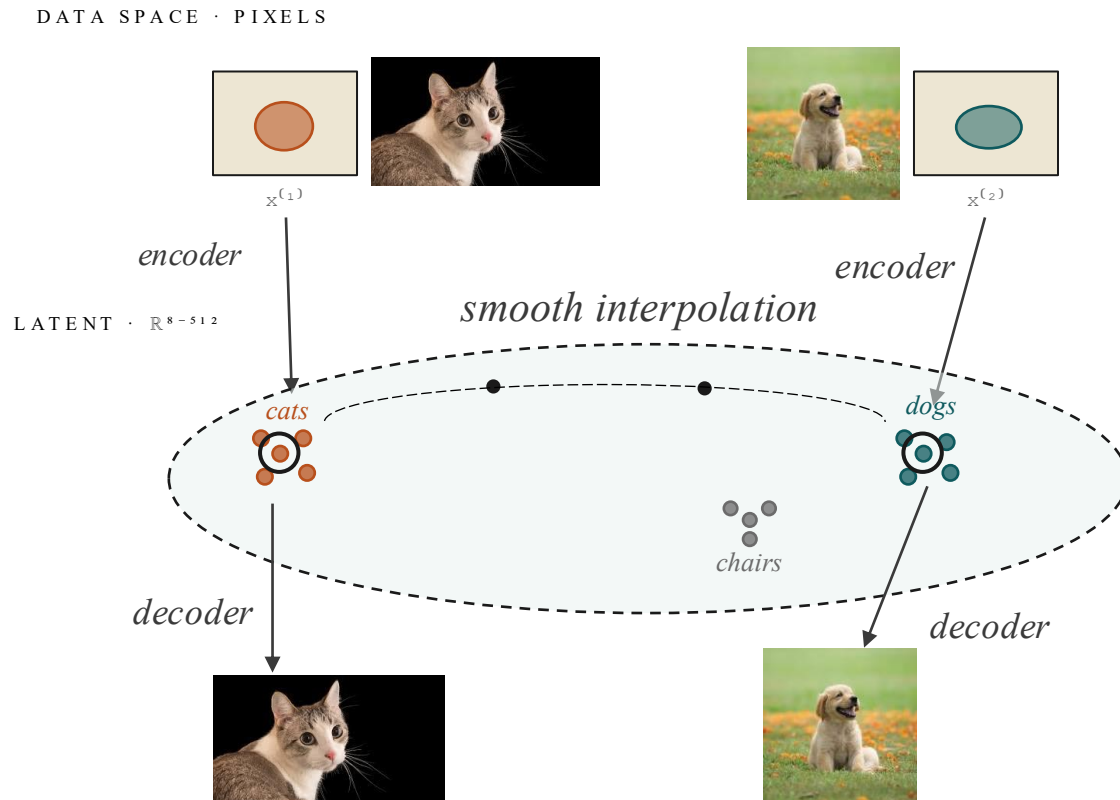 DATA SPACE · PIXELS
x⁽¹⁾
x⁽²⁾
encoder
encoder
smooth interpolation
LATENT · ℝ⁸⁻⁵¹²
cats
dogs
chairs
decoder
decoder